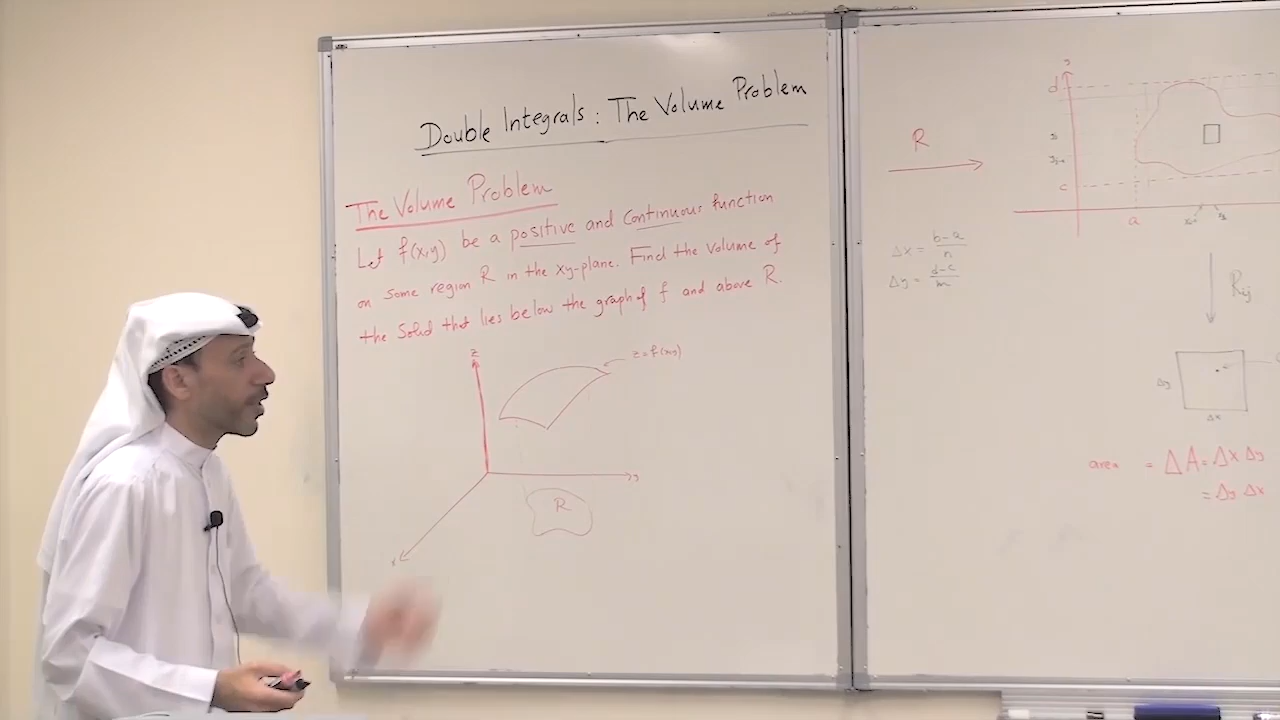 Double Integrals : The Volume Problem
The Volume Problem
Let f(x,y) be a positive and continuous function
on some region R in the xy-plane. Find the volume of
the Solid that lies below the graph of f and above R.
z
z = f(x,y)
y
R
x
R
y
d
c
a
Δx = b-a / n
Δy = d-c / m
Rij
Δy
Δx
area = ΔA = Δx Δy
= Δy Δx